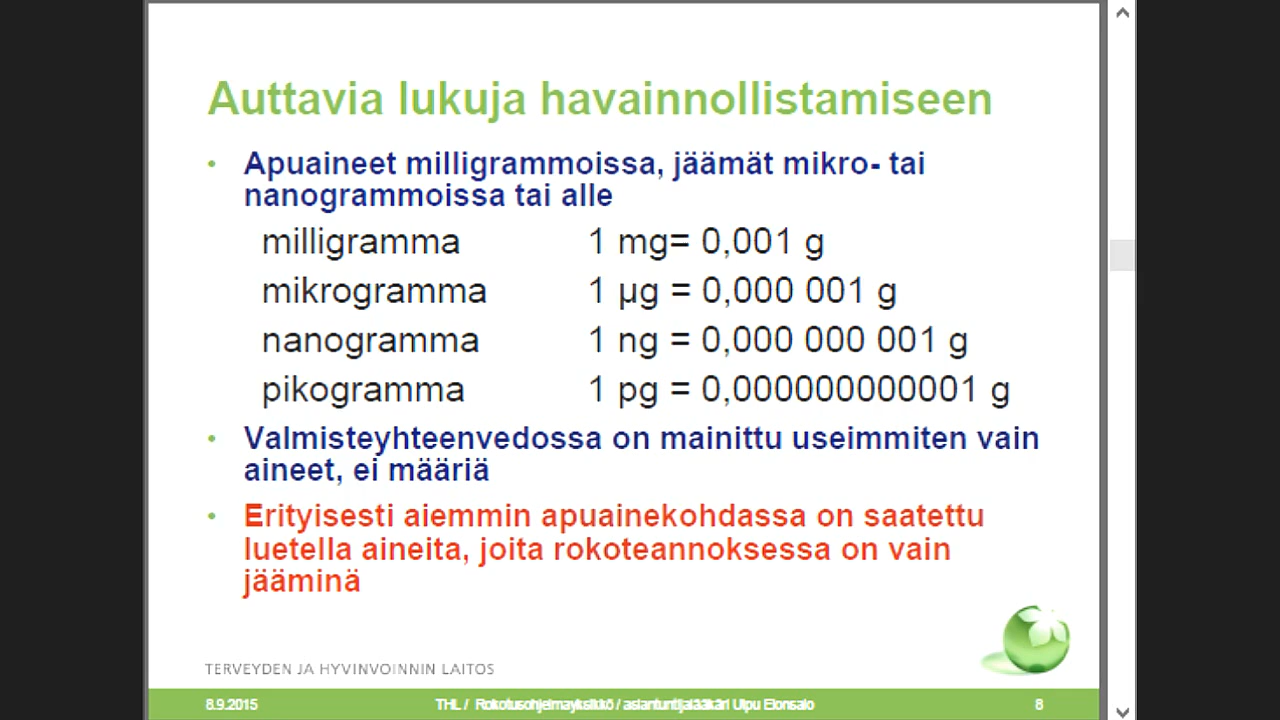 Auttavia lukuja havainnollistamiseen
• Apuaineet milligrammoissa, jäämät mikro- tai
nanogrammoissa tai alle
milligramma 1 mg= 0,001 g
mikrogramma 1 µg = 0,000 001 g
nanogramma 1 ng = 0,000 000 001 g
pikogramma 1 pg = 0,000000000001 g
• Valmisteyhteenvedossa on mainittu useimmiten vain
aineet, ei määriä
• Erityisesti aiemmin apuainekohdassa on saatettu
luetella aineita, joita rokoteannoksessa on vain
jääminä
TERVEYDEN JA HYVINVOINNIN LAITOS
8.9.2015 THL / Rokotusohjelmayksikkö / asiantuntijalääkäri Ulpu Elonsalo 8